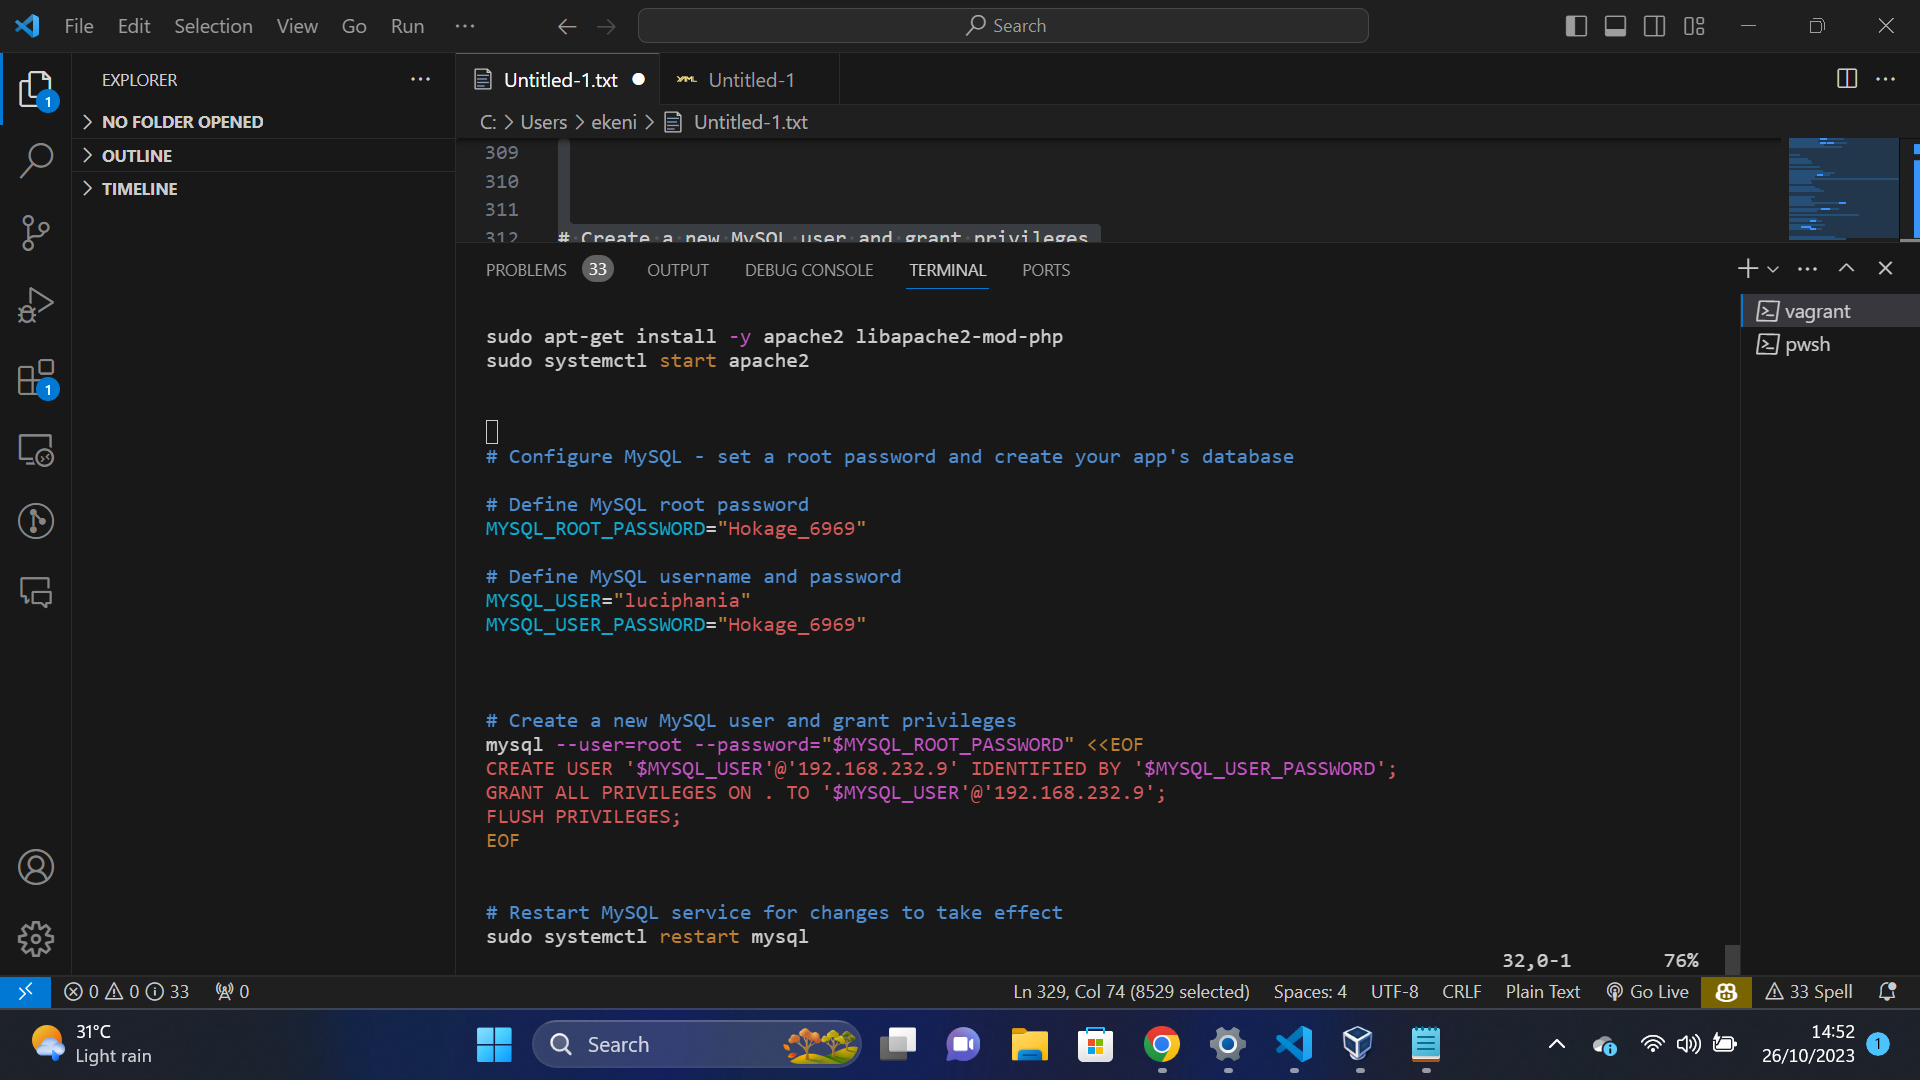 File Edit Selection View Go Run ··· Search
EXPLORER ···
NO FOLDER OPENED
OUTLINE
TIMELINE
1
1
Untitled-1.txt
YAML Untitled-1
C: > Users > ekeni > Untitled-1.txt
309
310
311
312 # Create a new MySQL user and grant privileges
PROBLEMS 33 OUTPUT DEBUG CONSOLE TERMINAL PORTS
vagrant
pwsh
sudo apt-get install -y apache2 libapache2-mod-php
sudo systemctl start apache2
# Configure MySQL - set a root password and create your app's database
# Define MySQL root password
MYSQL_ROOT_PASSWORD="Hokage_6969"
# Define MySQL username and password
MYSQL_USER="luciphania"
MYSQL_USER_PASSWORD="Hokage_6969"
# Create a new MySQL user and grant privileges
mysql --user=root --password="$MYSQL_ROOT_PASSWORD" <<EOF
CREATE USER '$MYSQL_USER'@'192.168.232.9' IDENTIFIED BY '$MYSQL_USER_PASSWORD';
GRANT ALL PRIVILEGES ON . TO '$MYSQL_USER'@'192.168.232.9';
FLUSH PRIVILEGES;
EOF
# Restart MySQL service for changes to take effect
sudo systemctl restart mysql
32,0-1 76%
0 0 33 0 Ln 329, Col 74 (8529 selected) Spaces: 4 UTF-8 CRLF Plain Text Go Live 33 Spell
31°C
Light rain
Search
14:52
26/10/2023
1